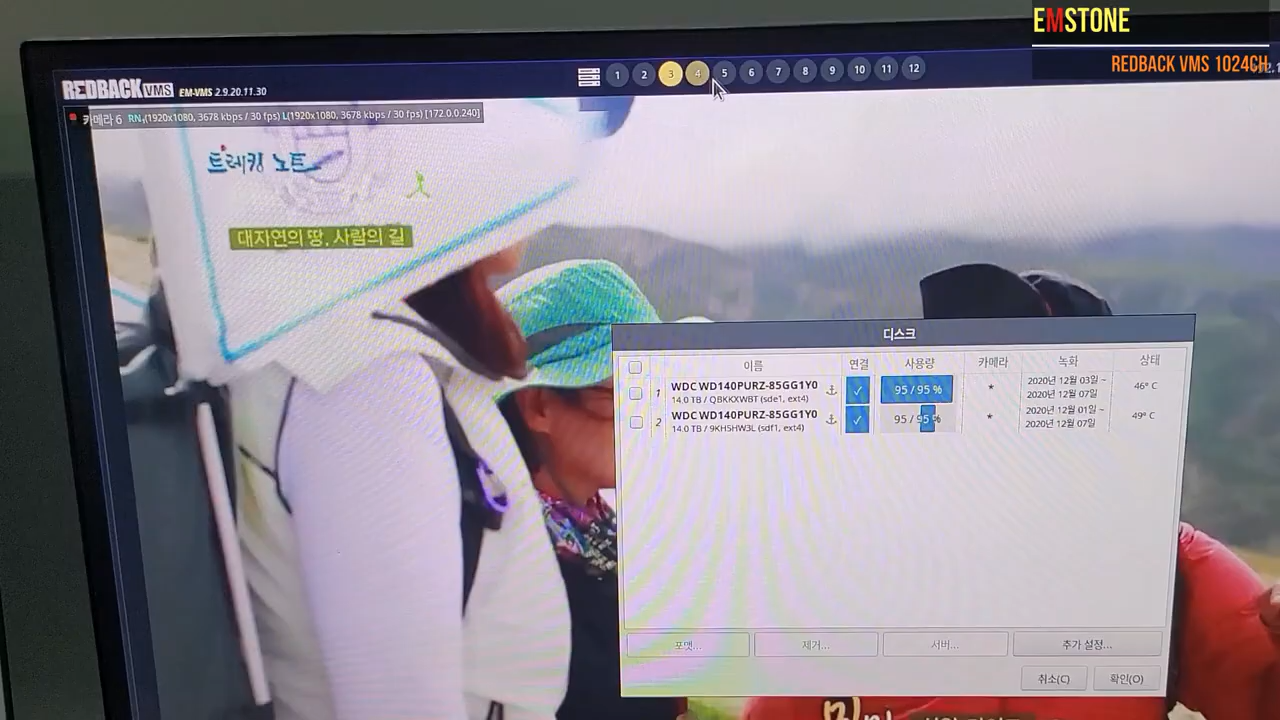 EMSTONE
REDBACK VMS 1024CH
REDBACK VMS EM-VMS 2.9.20.11.30
1 2 3 4 5 6 7 8 9 10 11 12
카메라 6 RN,(1920x1080, 3678 kbps / 30 fps) L(1920x1080, 3678 kbps / 30 fps) [172.0.0.240]
트레킹 노트
대자연의 땅, 사람의 길
디스크
이름 연결 사용량 카메라 녹화 상태
1 WDC WD140PURZ-85GG1Y0 ✓ 95 / 95 % * 2020년 12월 03일 ~ 46° C
14.0 TB / QBKKXWBT (sde1, ext4) 2020년 12월 07일
2 WDC WD140PURZ-85GG1Y0 ✓ 95 / 95 % * 2020년 12월 01일 ~ 49° C
14.0 TB / 9KHSHW3L (sdf1, ext4) 2020년 12월 07일
포맷... 제거... 서버... 추가 설정...
취소(C) 확인(O)